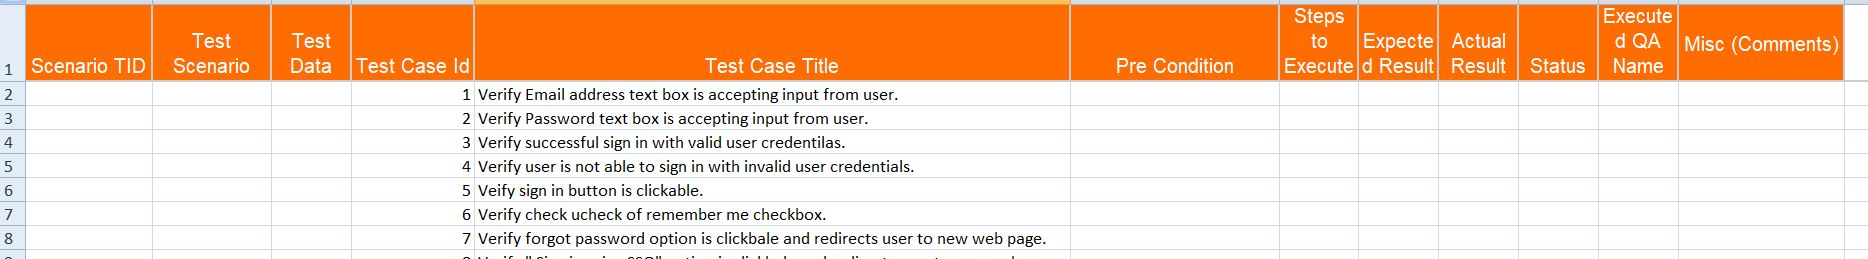 1 Scenario TID Test Scenario Test Data Test Case Id Test Case Title Pre Condition Steps to Execute Expected Result Actual Result Status Executed QA Name Misc (Comments)
2 1 Verify Email address text box is accepting input from user.
3 2 Verify Password text box is accepting input from user.
4 3 Verify successful sign in with valid user credentilas.
5 4 Verify user is not able to sign in with invalid user credentials.
6 5 Veify sign in button is clickable.
7 6 Verify check ucheck of remember me checkbox.
8 7 Verify forgot password option is clickbale and redirects user to new web page.